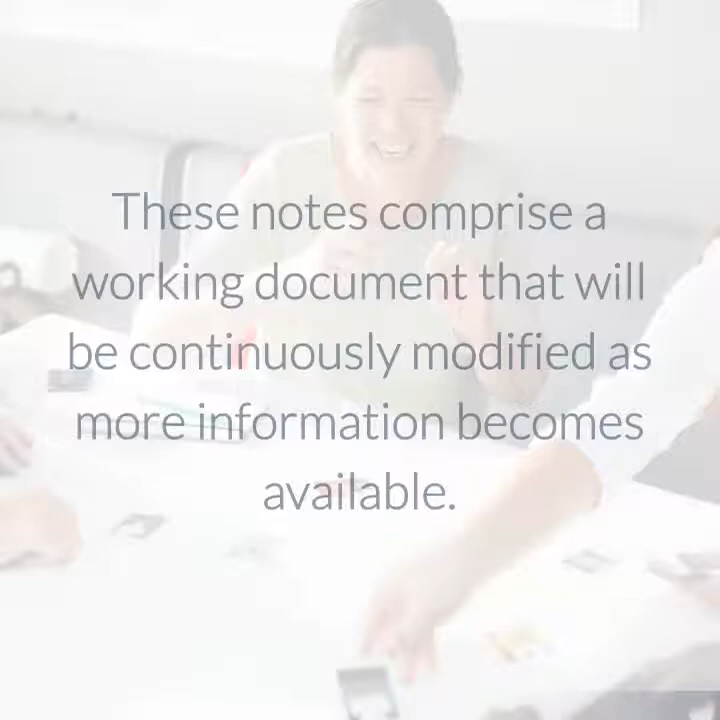 These notes comprise a
working document that will
be continuously modified as
more information becomes
available.